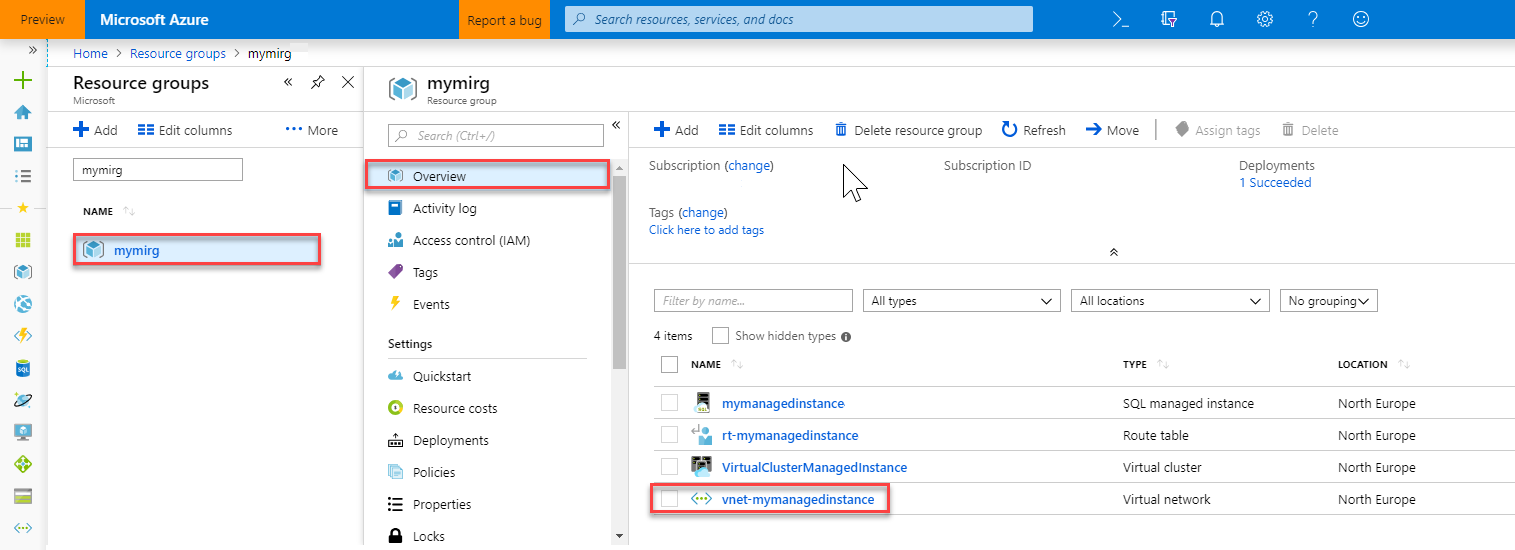 Preview Microsoft Azure Report a bug Search resources, services, and docs
Home > Resource groups > mymirg
Resource groups
Microsoft
Add Edit columns More
mymirg
NAME
mymirg
mymirg
Resource group
Search (Ctrl+/)
Overview
Activity log
Access control (IAM)
Tags
Events
Settings
Quickstart
Resource costs
Deployments
Policies
Properties
Locks
Add Edit columns Delete resource group Refresh Move Assign tags Delete
Subscription (change) Subscription ID Deployments
1 Succeeded
Tags (change)
Click here to add tags
Filter by name... All types All locations No grouping
4 items Show hidden types
NAME TYPE LOCATION
mymanagedinstance SQL managed instance North Europe
rt-mymanagedinstance Route table North Europe
VirtualClusterManagedInstance Virtual cluster North Europe
vnet-mymanagedinstance Virtual network North Europe